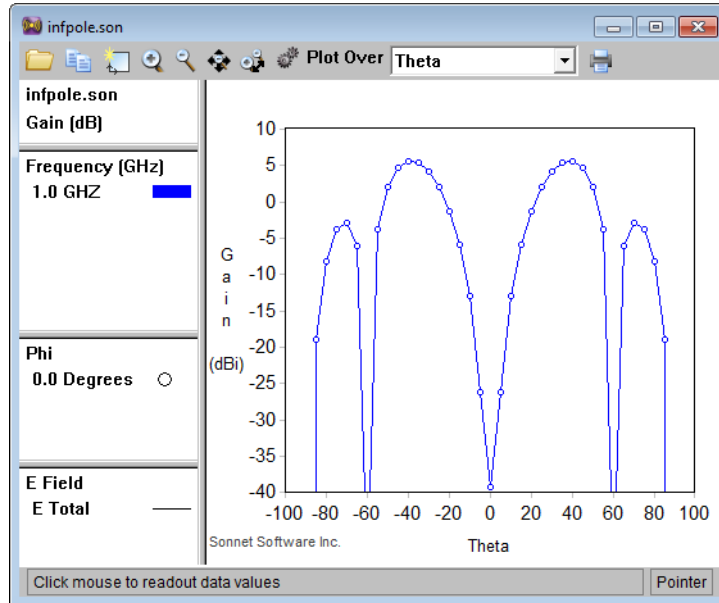 infpole.son
Plot Over Theta
infpole.son
Gain (dB)
Frequency (GHz)
1.0 GHZ
Phi
0.0 Degrees
E Field
E Total
Gain
(dBi)
10
5
0
-5
-10
-15
-20
-25
-30
-35
-40
-100 -80 -60 -40 -20 0 20 40 60 80 100
Sonnet Software Inc.
Theta
Click mouse to readout data values
Pointer